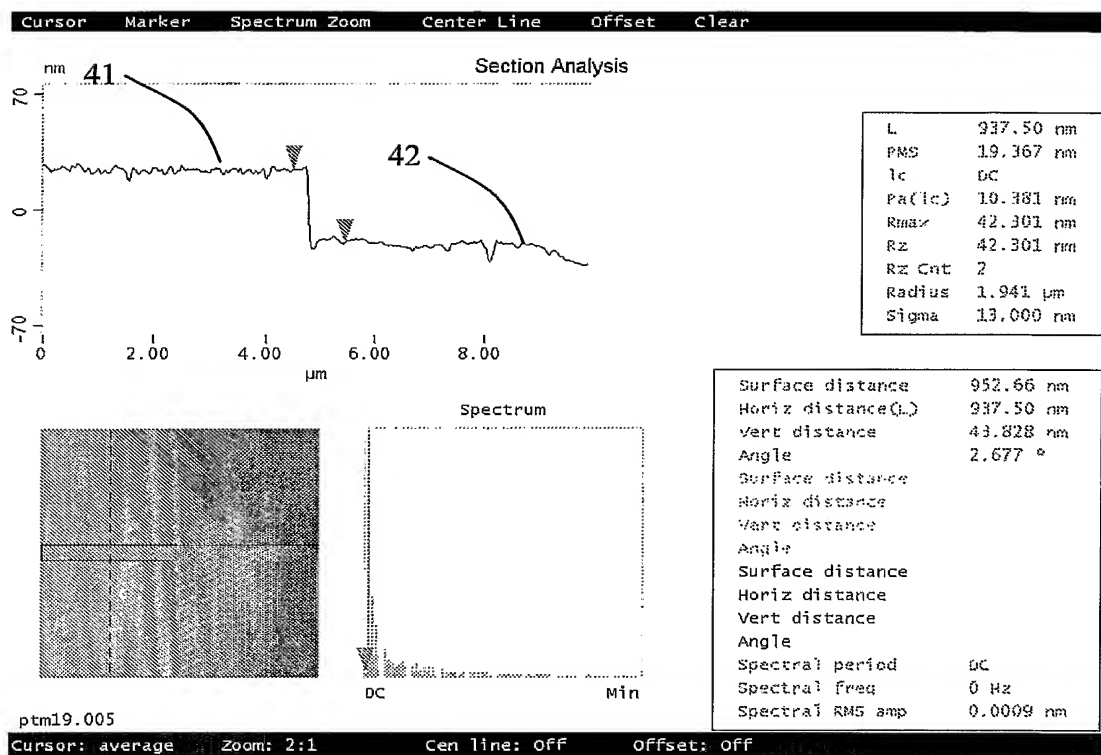 Cursor Marker Spectrum Zoom Center Line Offset Clear
Section Analysis
nm
41
42
70
0
-70
0 2.00 4.00 6.00 8.00
µm
L 937.50 nm
RMS 19.367 nm
lc DC
Ra(lc) 10.381 nm
Rmax 42.301 nm
Rz 42.301 nm
Rz Cnt 2
Radius 1.941 µm
Sigma 13.000 nm
Surface distance 952.66 nm
Horiz distance(L) 937.50 nm
Vert distance 43.828 nm
Angle 2.677 °
Surface distance
Horiz distance
Vert distance
Angle
Surface distance
Horiz distance
Vert distance
Angle
Spectral period DC
Spectral freq 0 Hz
Spectral RMS amp 0.0009 nm
Spectrum
DC Min
ptm19.005
Cursor: average Zoom: 2:1 Cen line: Off Offset: Off